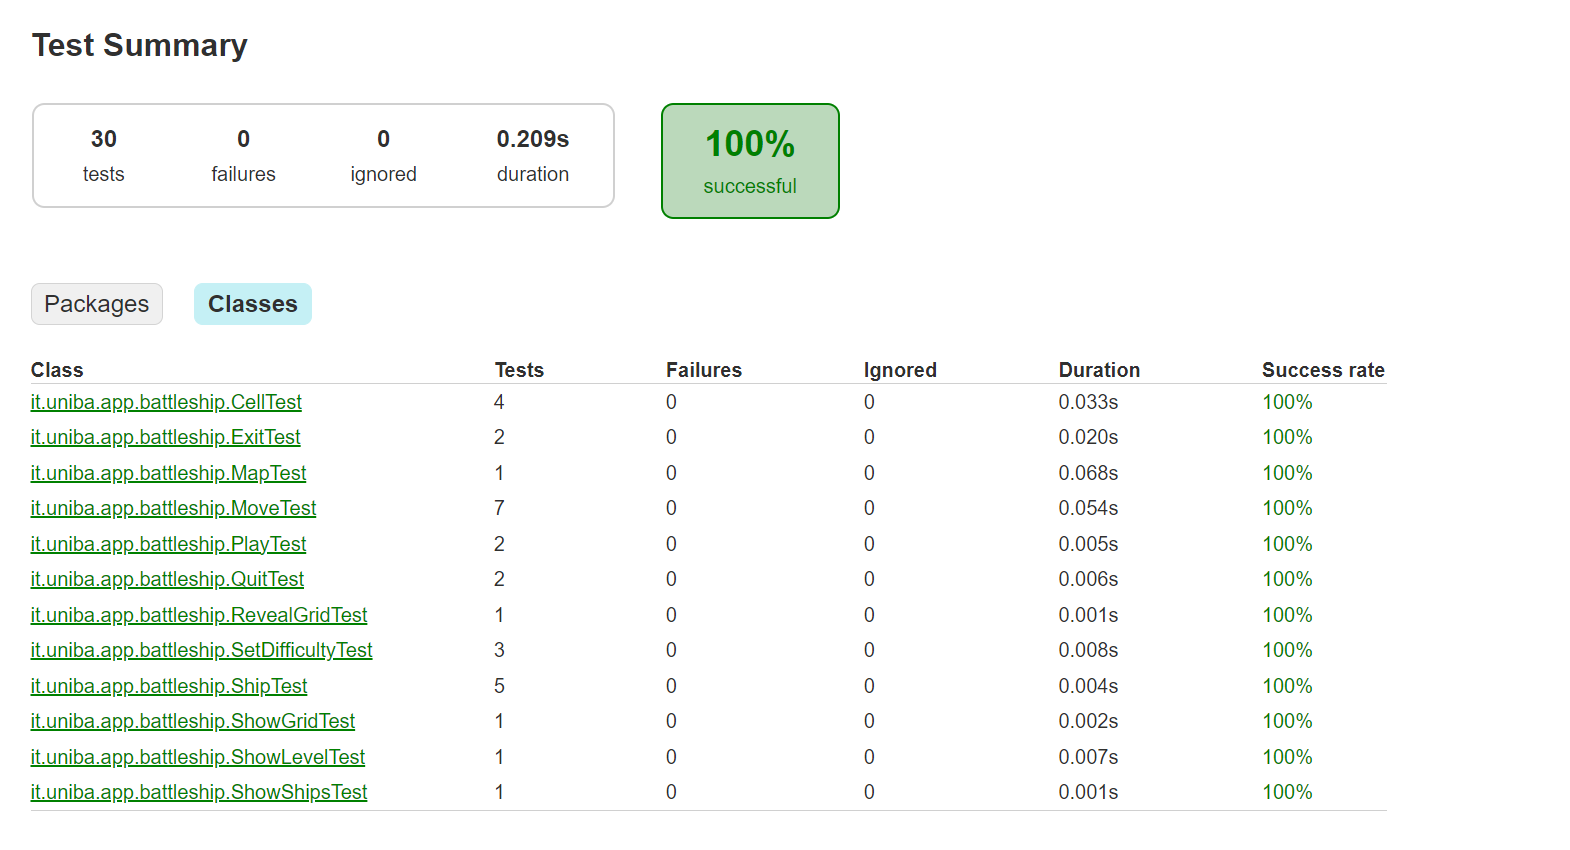 Test Summary
30 0 0 0.209s
tests failures ignored duration
100%
successful
Packages Classes
Class Tests Failures Ignored Duration Success rate
it.uniba.app.battleship.CellTest 4 0 0 0.033s 100%
it.uniba.app.battleship.ExitTest 2 0 0 0.020s 100%
it.uniba.app.battleship.MapTest 1 0 0 0.068s 100%
it.uniba.app.battleship.MoveTest 7 0 0 0.054s 100%
it.uniba.app.battleship.PlayTest 2 0 0 0.005s 100%
it.uniba.app.battleship.QuitTest 2 0 0 0.006s 100%
it.uniba.app.battleship.RevealGridTest 1 0 0 0.001s 100%
it.uniba.app.battleship.SetDifficultyTest 3 0 0 0.008s 100%
it.uniba.app.battleship.ShipTest 5 0 0 0.004s 100%
it.uniba.app.battleship.ShowGridTest 1 0 0 0.002s 100%
it.uniba.app.battleship.ShowLevelTest 1 0 0 0.007s 100%
it.uniba.app.battleship.ShowShipsTest 1 0 0 0.001s 100%